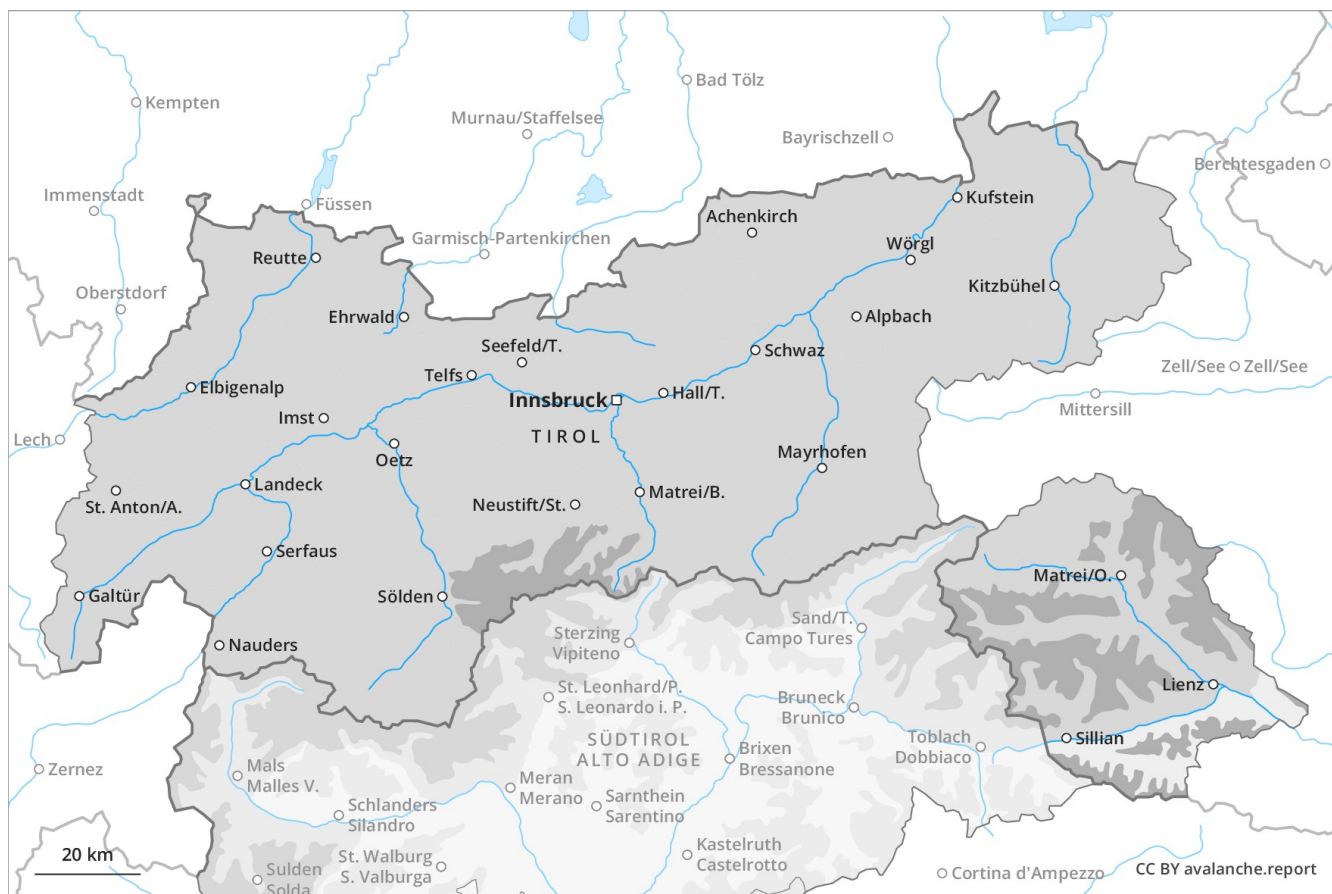 Kempten
Bad Tölz
Murnau/Staffelsee
Bayrischzell
Berchtesgaden
Immenstadt
Füssen
Kufstein
Achenkirch
Garmisch-Partenkirchen
Wörgl
Reutte
Kitzbühel
Oberstdorf
Ehrwald
Alpbach
Seefeld/T.
Schwaz
Zell/See
Zell/See
Telfs
Elbigenalp
Hall/T.
Innsbruck
Mittersill
Imst
TIROL
Lech
Oetz
Mayrhofen
Landeck
Matrei/B.
St. Anton/A.
Neustift/St.
Serfaus
Matrei/O.
Galtür
Sölden
Sand/T.
Campo Tures
Sterzing
Vipiteno
Nauders
Lienz
St. Leonhard/P.
S. Leonardo i. P.
Bruneck
Brunico
SÜDTIROL
ALTO ADIGE
Toblach
Dobbiaco
Sillian
Brixen
Bressanone
Zernez
Mals
Malles V.
Meran
Merano
Sarnthein
Sarentino
Schlanders
Silandro
Kastelruth
Castelrotto
20 km
St. Walburg
S. Valburga
Sulden
Solda
Cortina d'Ampezzo
CC BY avalanche.report